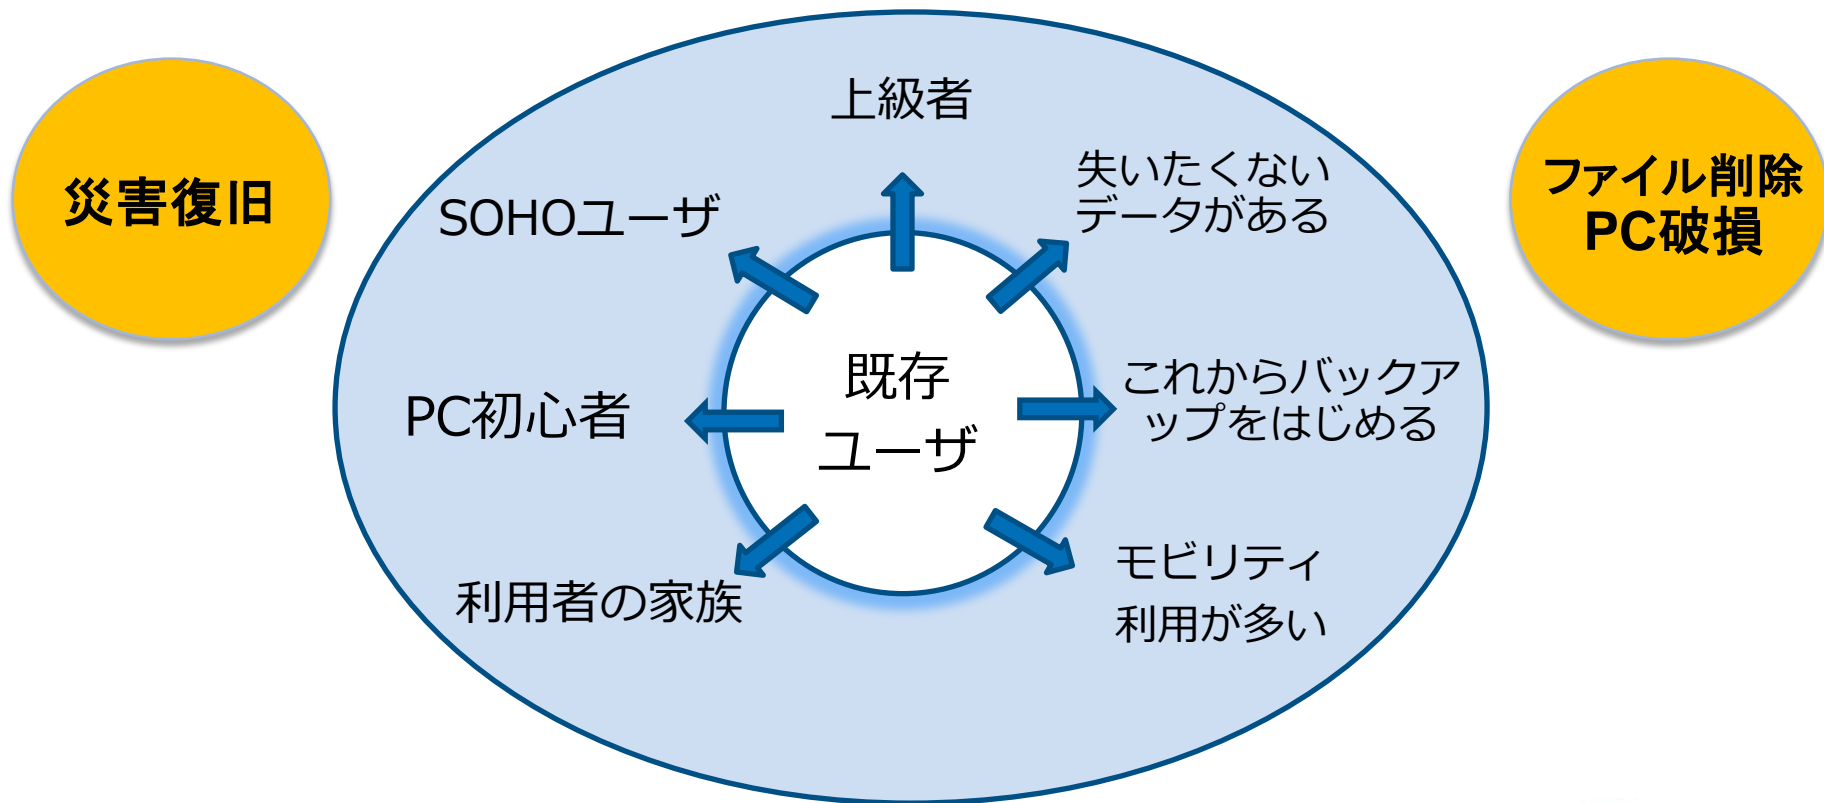 上級者
災害復旧
SOHOユーザ
失いたくない
データがある
ファイル削除
PC破損
既存
ユーザ
PC初心者
これからバックア
ップをはじめる
利用者の家族
モビリティ
利用が多い